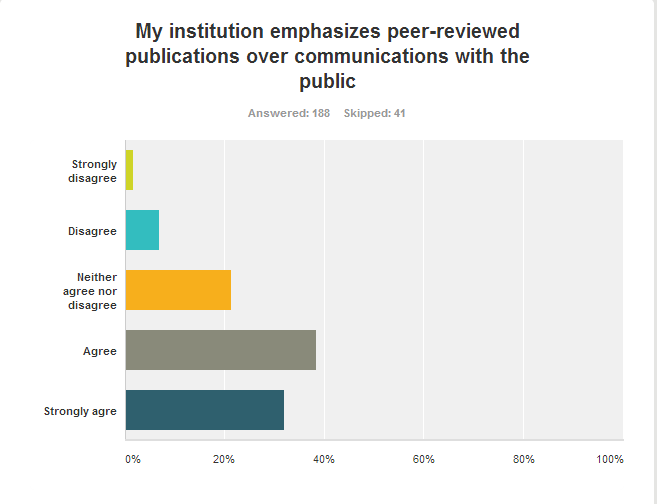 My institution emphasizes peer-reviewed
publications over communications with the
public
Answered: 188 Skipped: 41
Strongly
disagree
Disagree
Neither
agree nor
disagree
Agree
Strongly agre
0% 20% 40% 60% 80% 100%